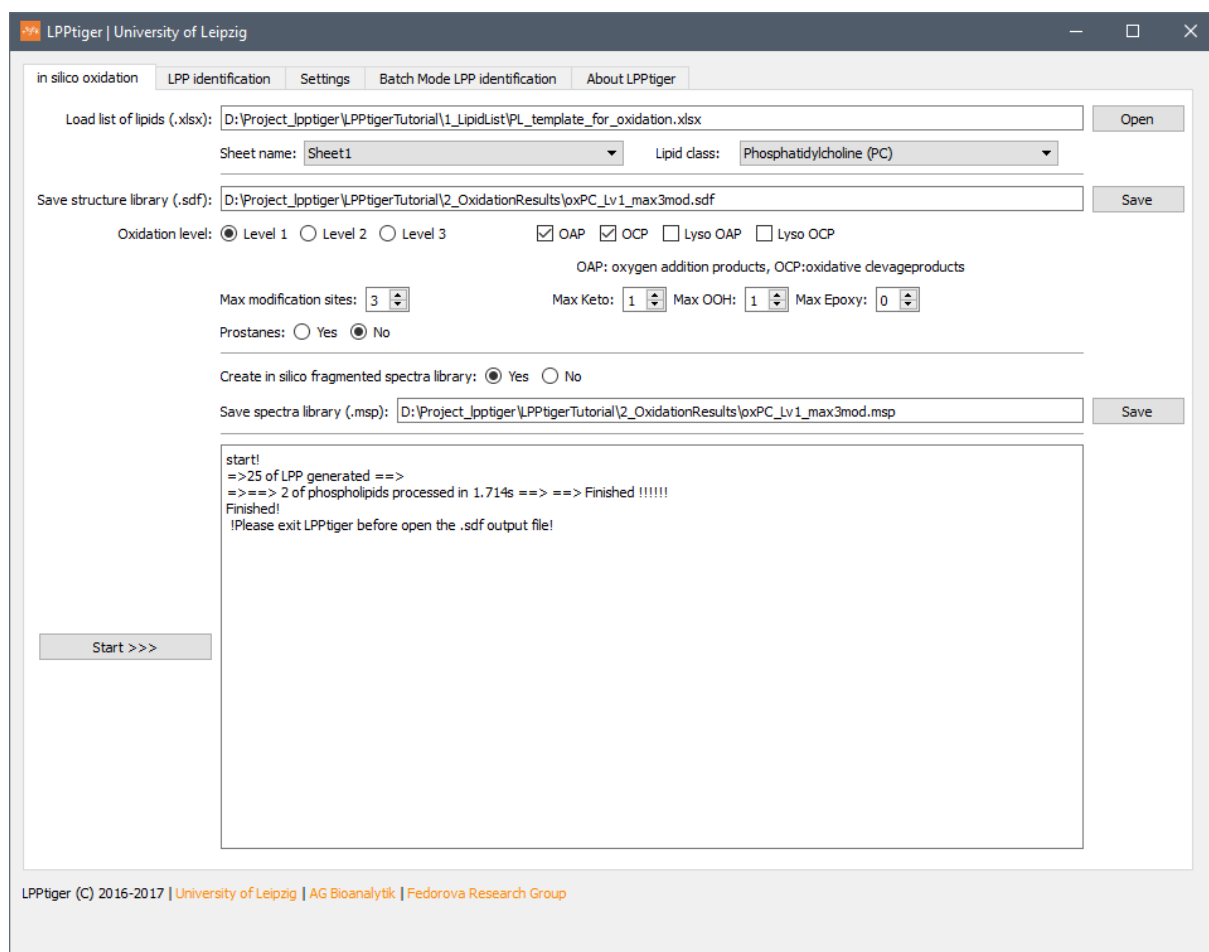 LPPtiger | University of Leipzig
in silico oxidation LPP identification Settings Batch Mode LPP identification About LPPtiger
Load list of lipids (.xlsx): D:\Project_lpptiger\LPPtigerTutorial\1_LipidList\PL_template_for_oxidation.xlsx Open
Sheet name: Sheet1 Lipid class: Phosphatidylcholine (PC)
Save structure library (.sdf): D:\Project_lpptiger\LPPtigerTutorial\2_OxidationResults\oxPC_Lv1_max3mod.sdf Save
Oxidation level: Level 1 Level 2 Level 3 OAP OCP Lyso OAP Lyso OCP
OAP: oxygen addition products, OCP:oxidative clevageproducts
Max modification sites: 3 Max Keto: 1 Max OOH: 1 Max Epoxy: 0
Prostanes: Yes No
Create in silico fragmented spectra library: Yes No
Save spectra library (.msp): D:\Project_lpptiger\LPPtigerTutorial\2_OxidationResults\oxPC_Lv1_max3mod.msp Save
start!
=>25 of LPP generated ==>
=>==> 2 of phospholipids processed in 1.714s ==> ==> Finished !!!!!!
Finished!
!Please exit LPPtiger before open the .sdf output file!
Start >>>
LPPtiger (C) 2016-2017 | University of Leipzig | AG Bioanalytik | Fedorova Research Group